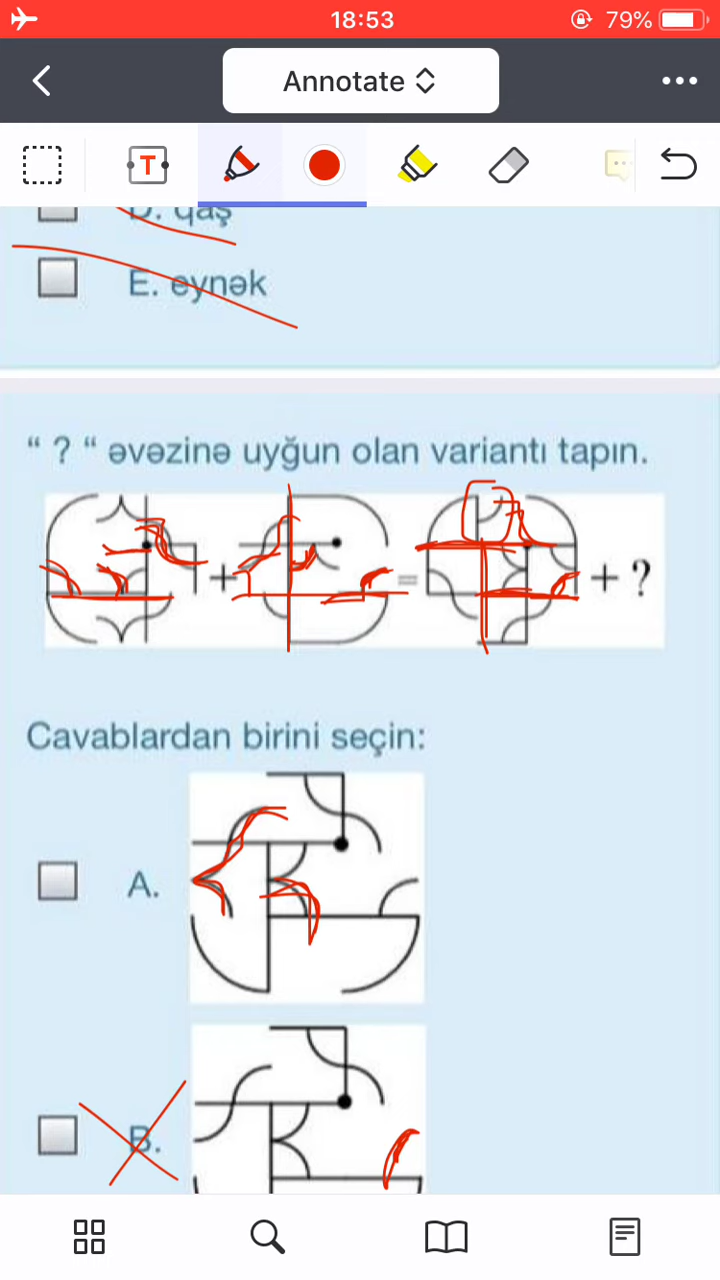 18:53
79%
Annotate
T
D. qaş
E. eynək
“ ? “ əvəzinə uyğun olan variantı tapın.
+ = + ?
Cavablardan birini seçin:
A.
B.